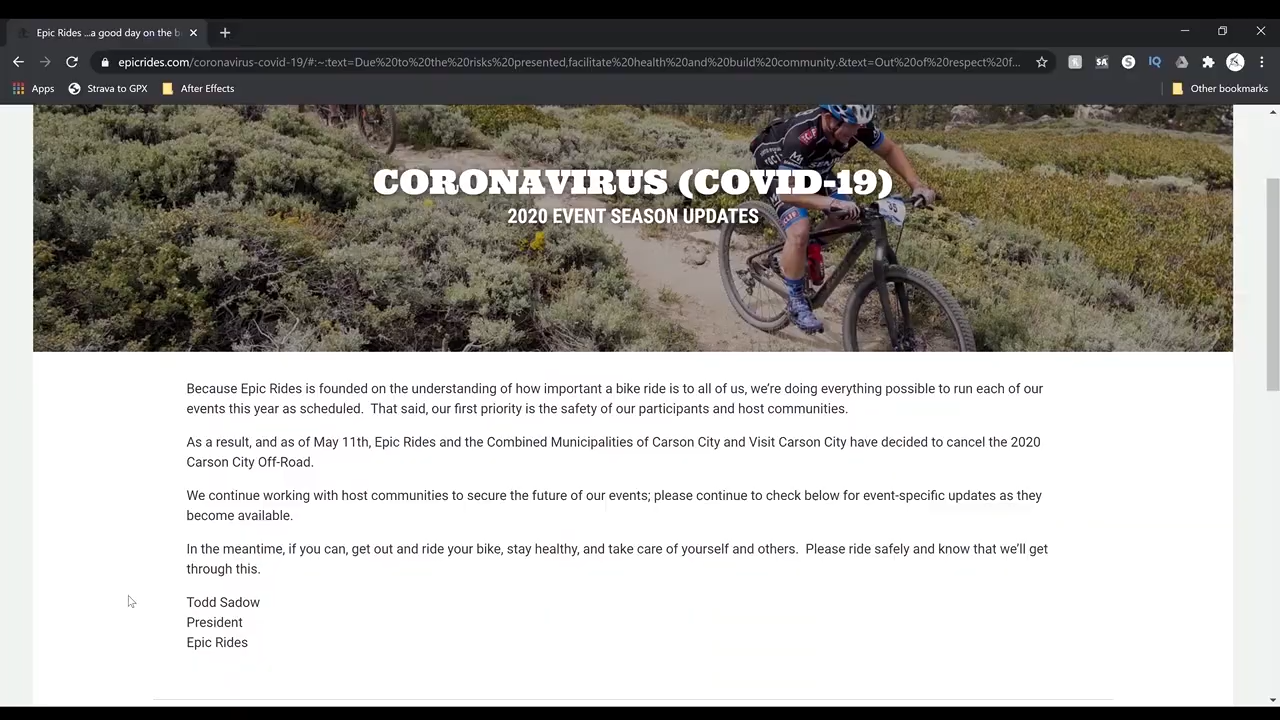 Epic Rides ...a good day on the b
epicrides.com/coronavirus-covid-19/#:~:text=Due%20to%20the%20risks%20presented,facilitate%20health%20and%20build%20community.&text=Out%20of%20respect%20f...
Apps Strava to GPX After Effects Other bookmarks
CORONAVIRUS (COVID-19)
2020 EVENT SEASON UPDATES
Because Epic Rides is founded on the understanding of how important a bike ride is to all of us, we’re doing everything possible to run each of our
events this year as scheduled. That said, our first priority is the safety of our participants and host communities.
As a result, and as of May 11th, Epic Rides and the Combined Municipalities of Carson City and Visit Carson City have decided to cancel the 2020
Carson City Off-Road.
We continue working with host communities to secure the future of our events; please continue to check below for event-specific updates as they
become available.
In the meantime, if you can, get out and ride your bike, stay healthy, and take care of yourself and others. Please ride safely and know that we’ll get
through this.
Todd Sadow
President
Epic Rides